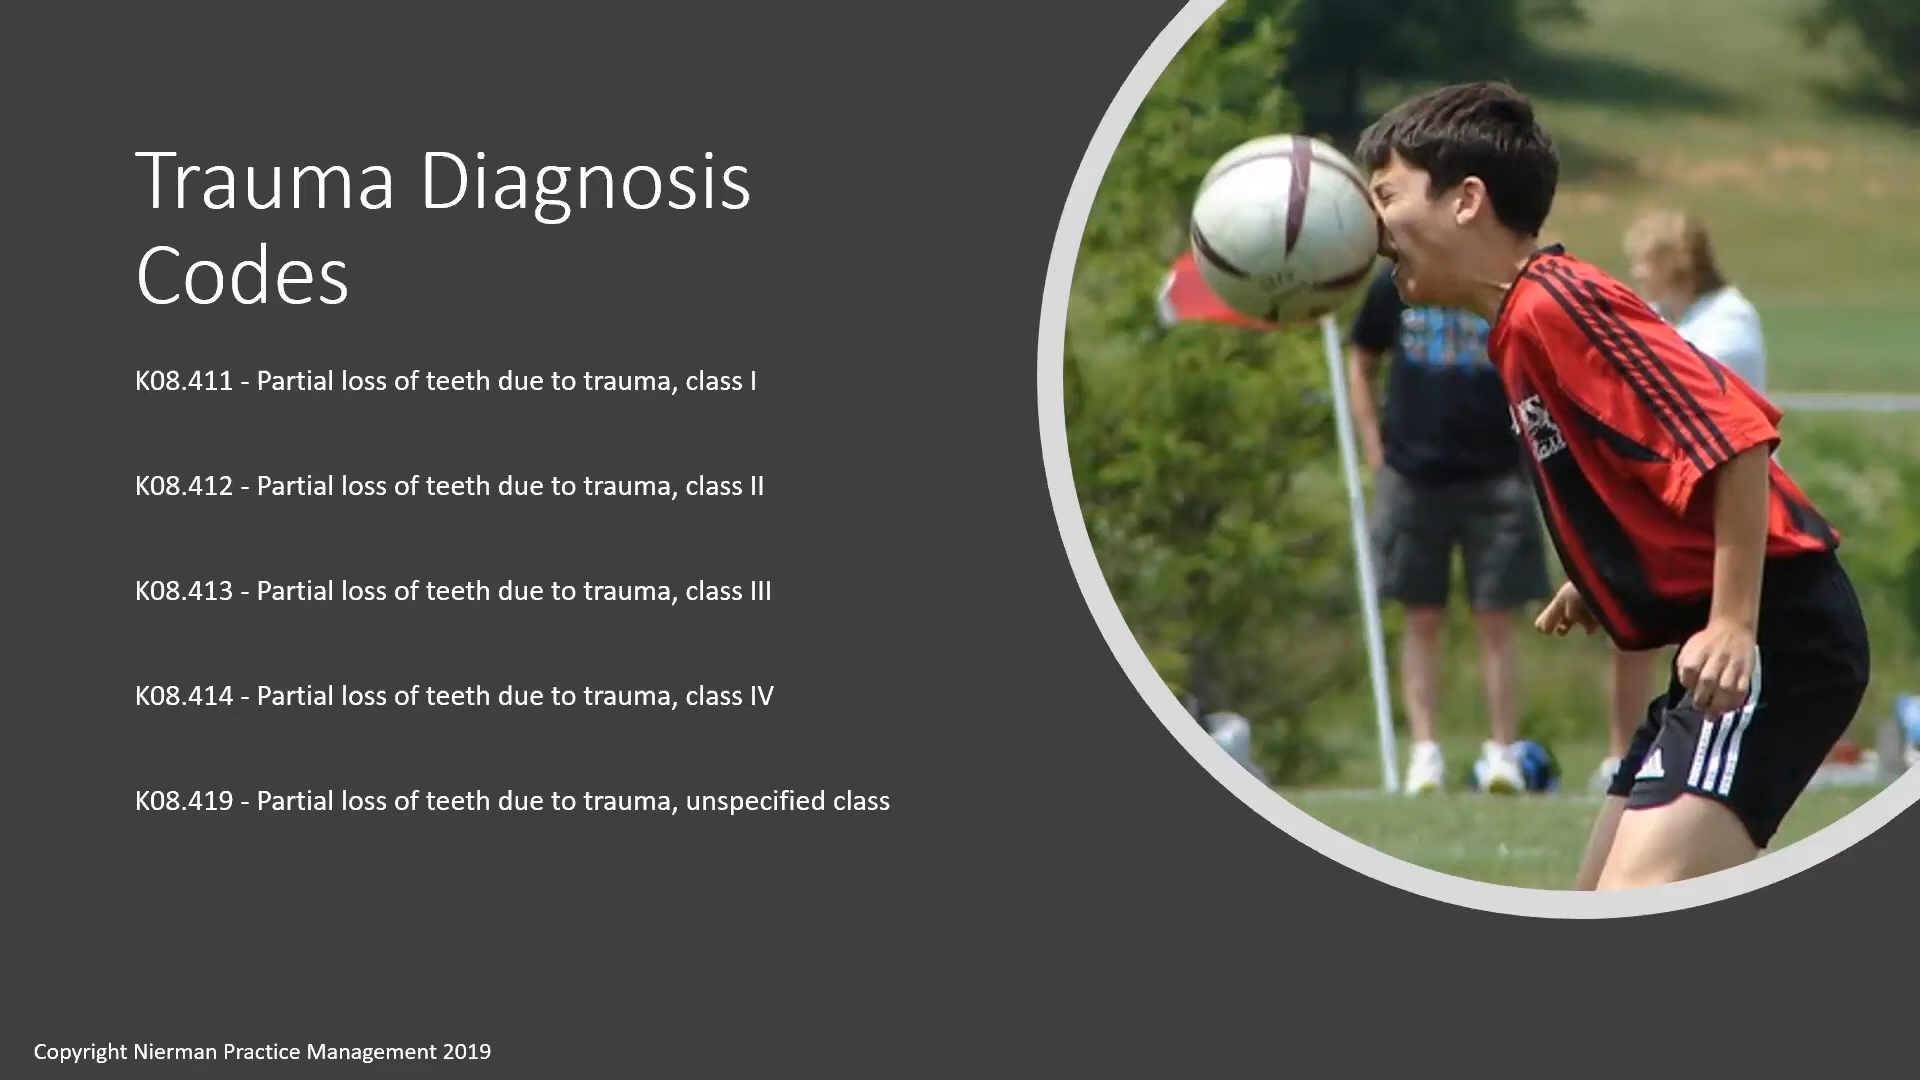 Trauma Diagnosis
Codes
K08.411 - Partial loss of teeth due to trauma, class I
K08.412 - Partial loss of teeth due to trauma, class II
K08.413 - Partial loss of teeth due to trauma, class III
K08.414 - Partial loss of teeth due to trauma, class IV
K08.419 - Partial loss of teeth due to trauma, unspecified class
Copyright Nierman Practice Management 2019